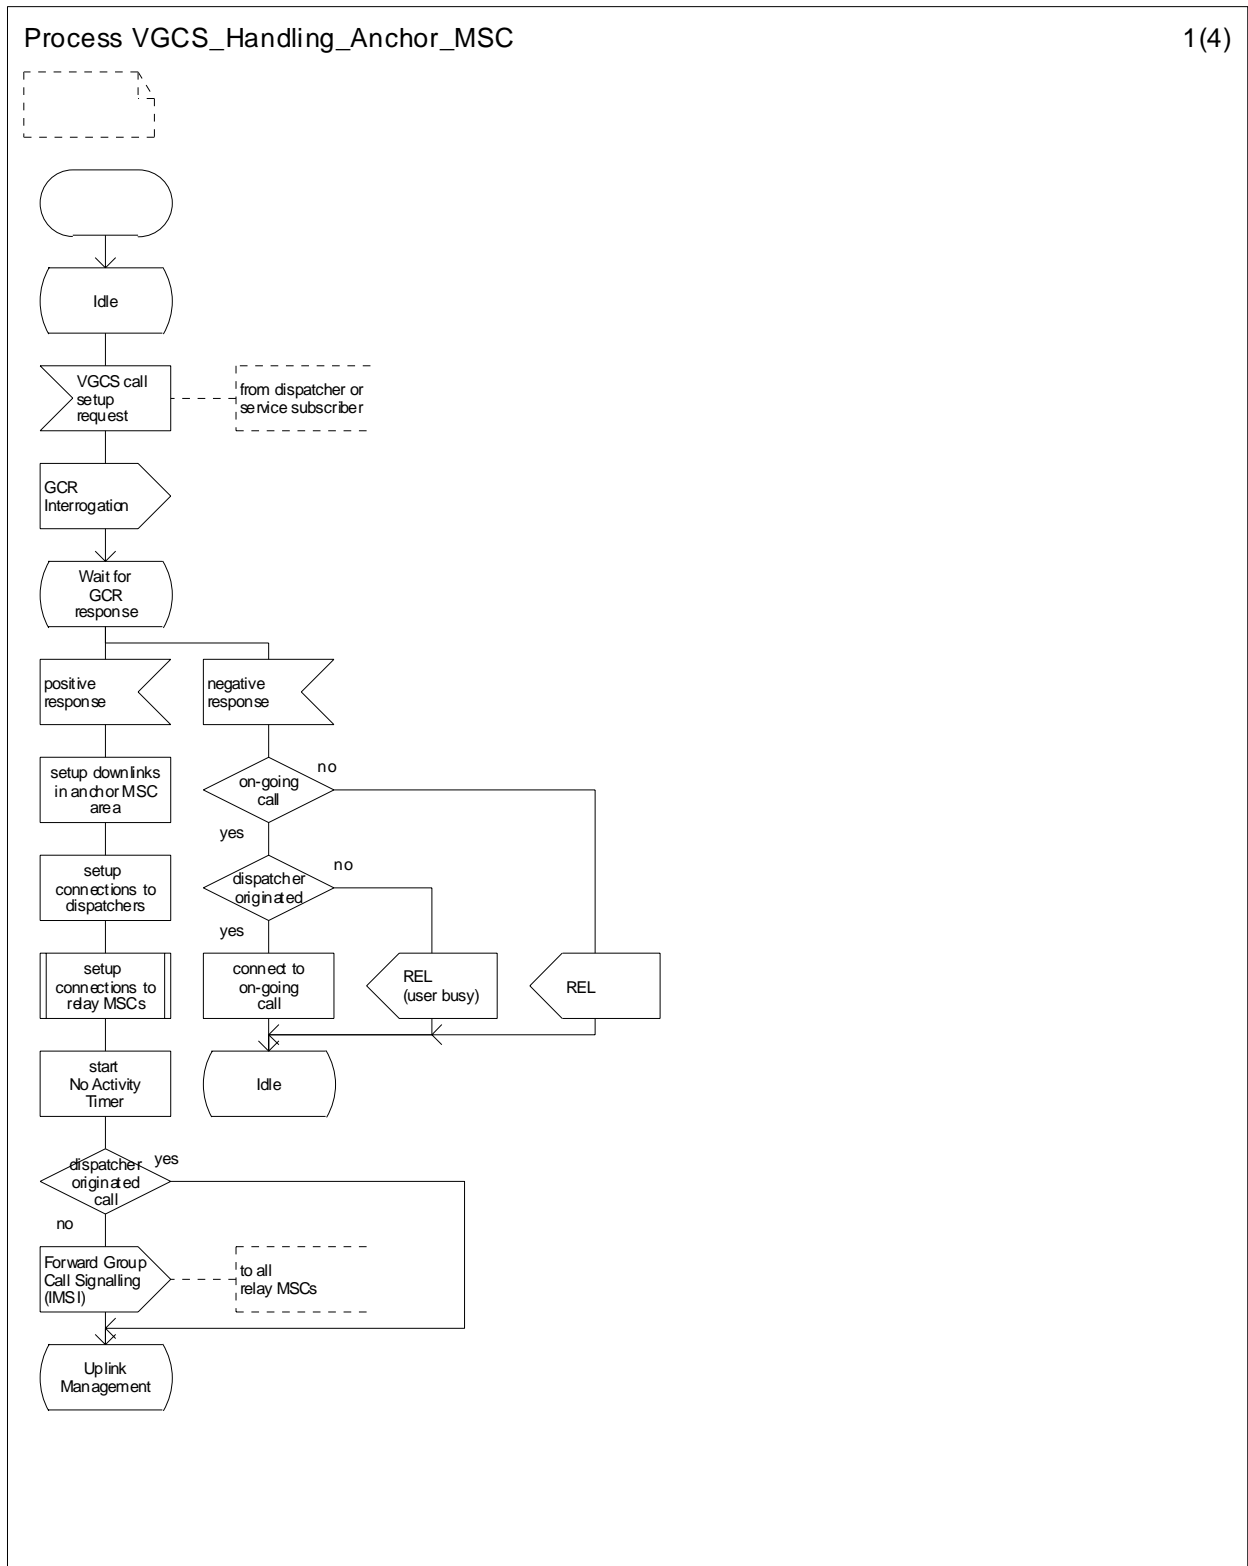 Process VGCS_Handling_Anchor_MSC
1(4)
Idle
VGCS call
setup
request
from dispatcher or
service subscriber
GCR
Interrogation
Wait for
GCR
response
positive
response
negative
response
setup downlinks
in anchor MSC
area
on-going
call
no
yes
setup
connections to
dispatchers
dispatcher
originated
no
yes
setup
connections to
relay MSCs
connect to
on-going
call
REL
(user busy)
REL
start
No Activity
Timer
Idle
dispatcher
originated
call
yes
no
Forward Group
Call Signalling
(IMSI)
to all
relay MSCs
Uplink
Management